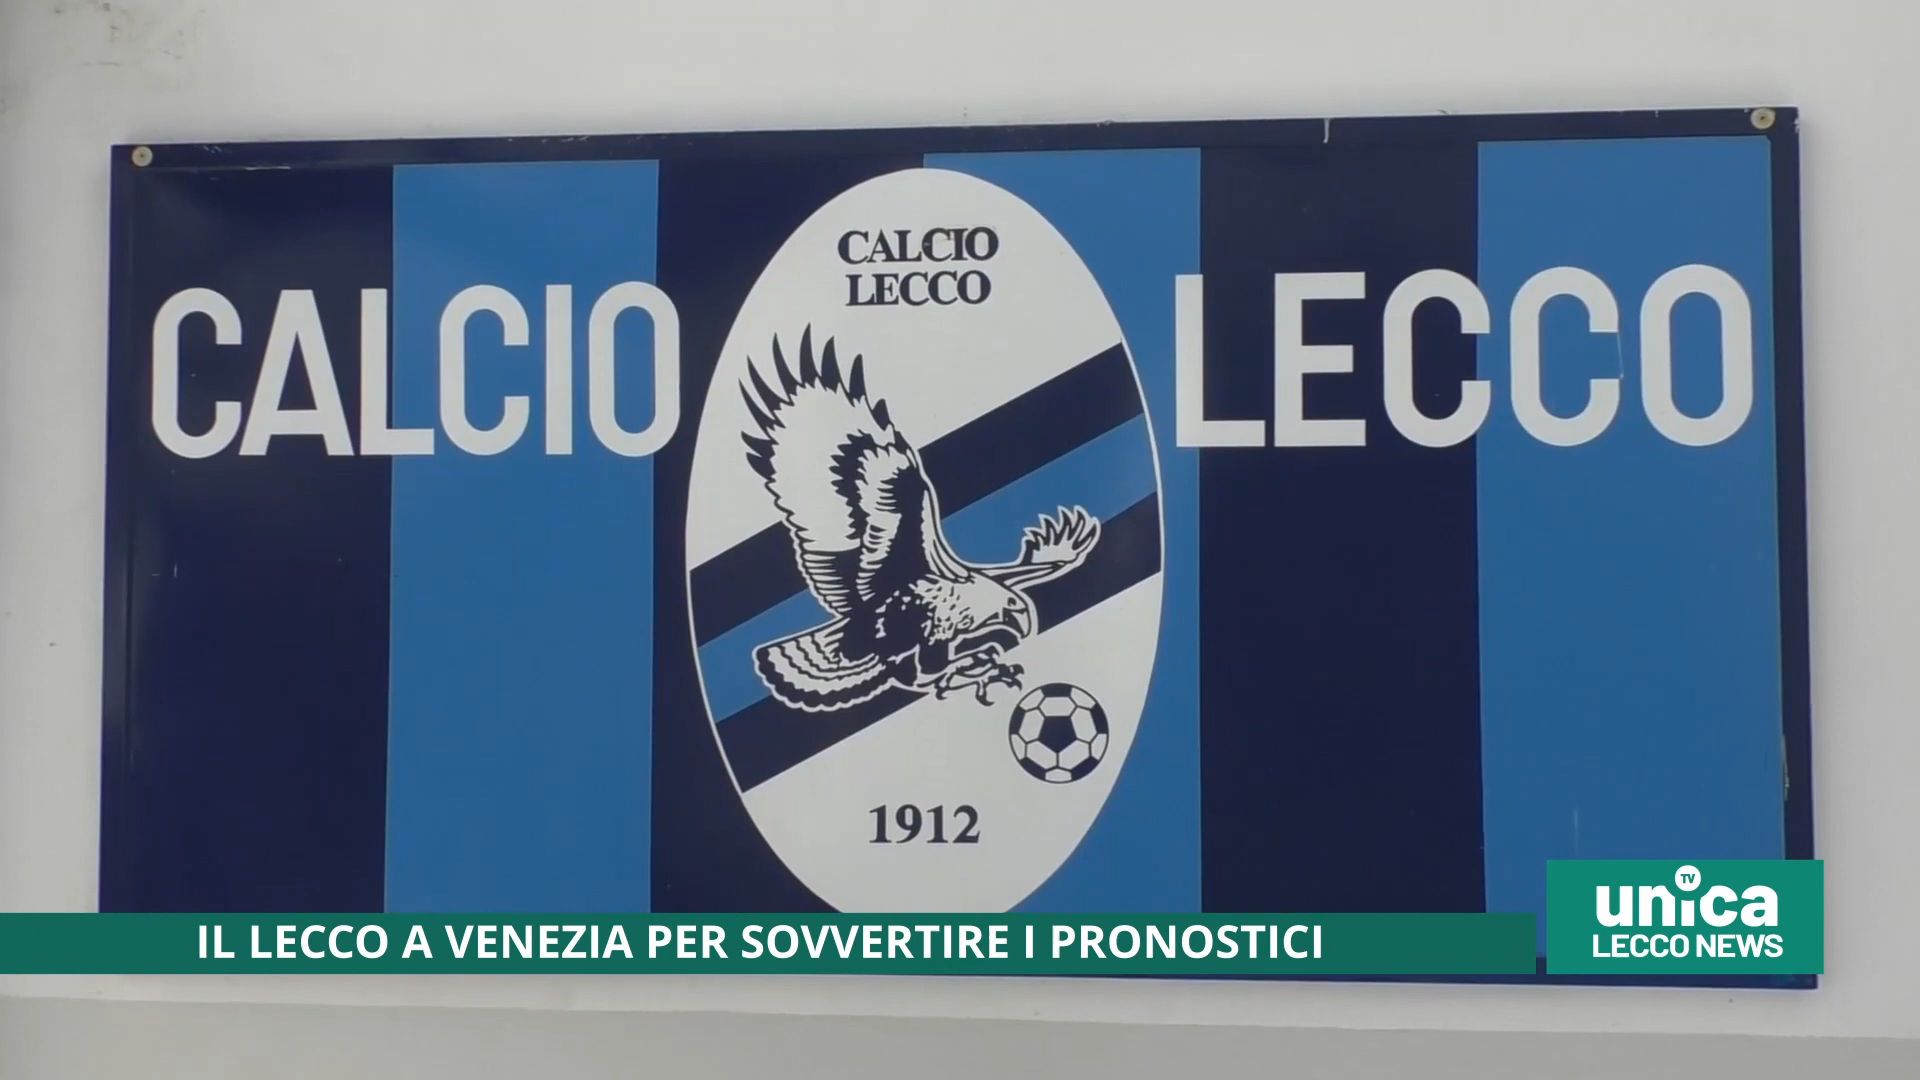 CALCIO LECCO
CALCIO
LECCO
1912
IL LECCO A VENEZIA PER SOVVERTIRE I PRONOSTICI
TV
unica
LECCO NEWS